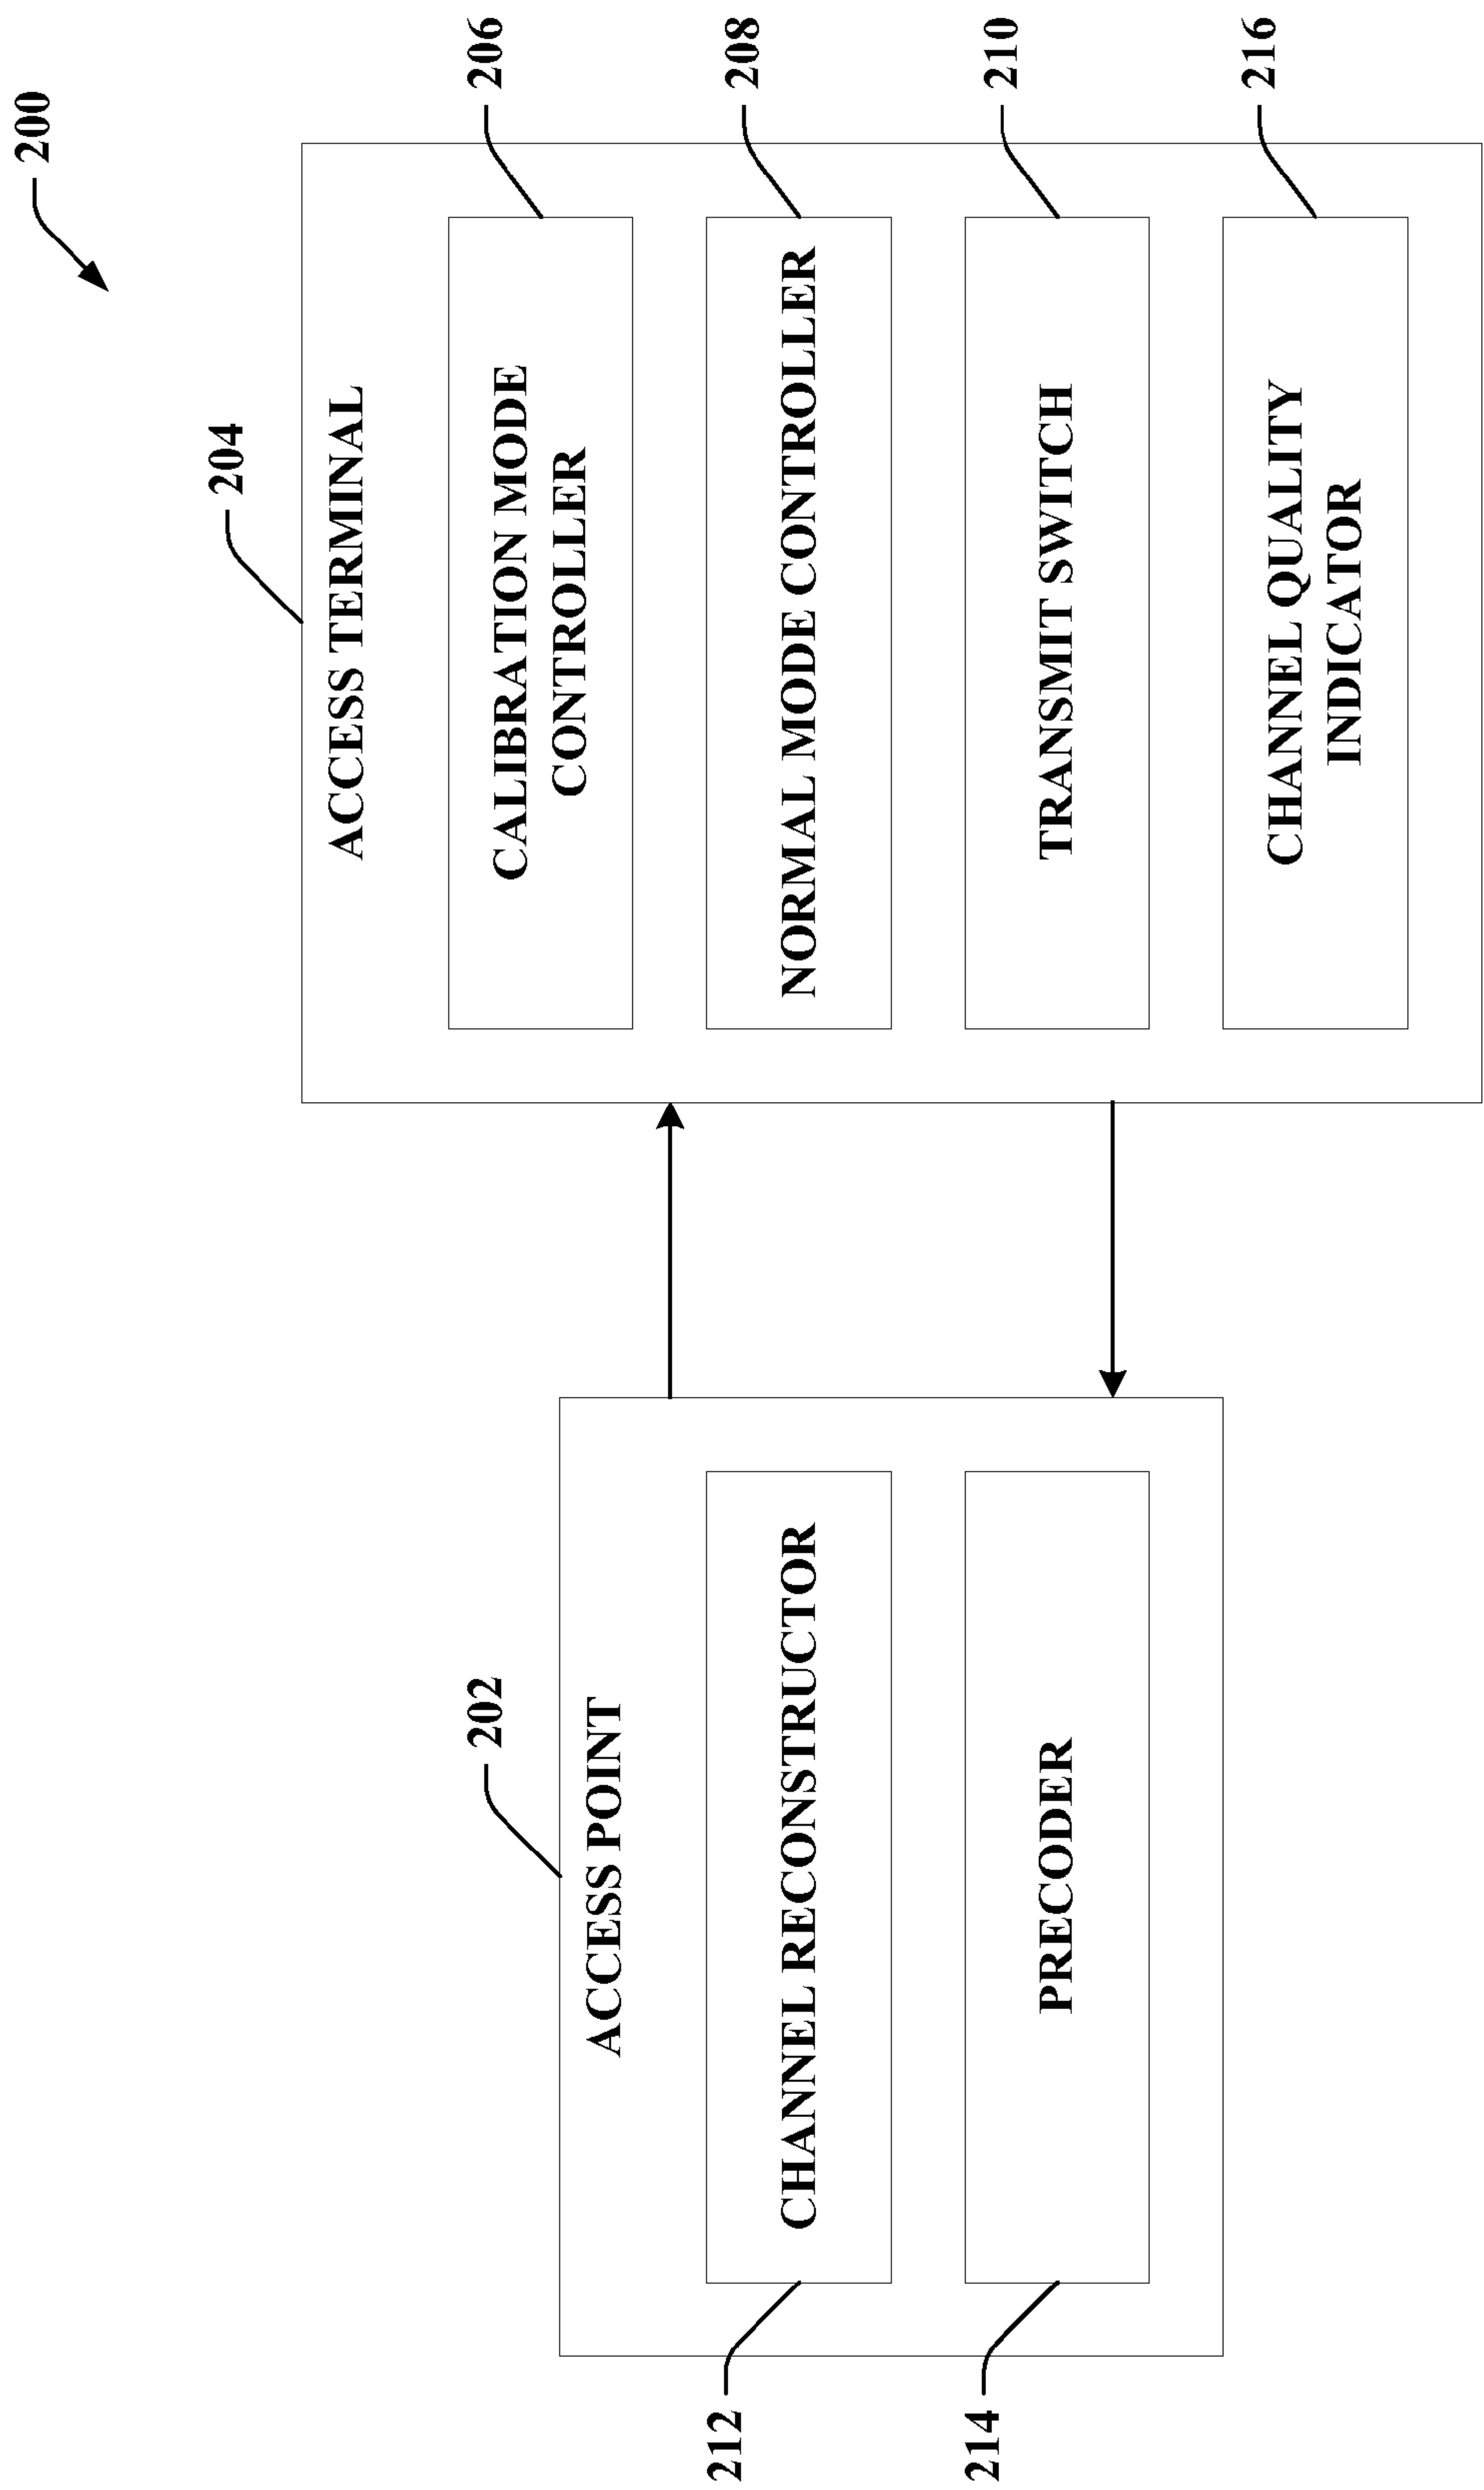 200
204
ACCESS TERMINAL
202
206
ACCESS POINT
CALIBRATION MODE
CONTROLLER
212
CHANNEL RECONSTRUCTOR
NORMAL MODE CONTROLLER
208
214
PRECODER
TRANSMIT SWITCH
210
CHANNEL QUALITY
INDICATOR
216